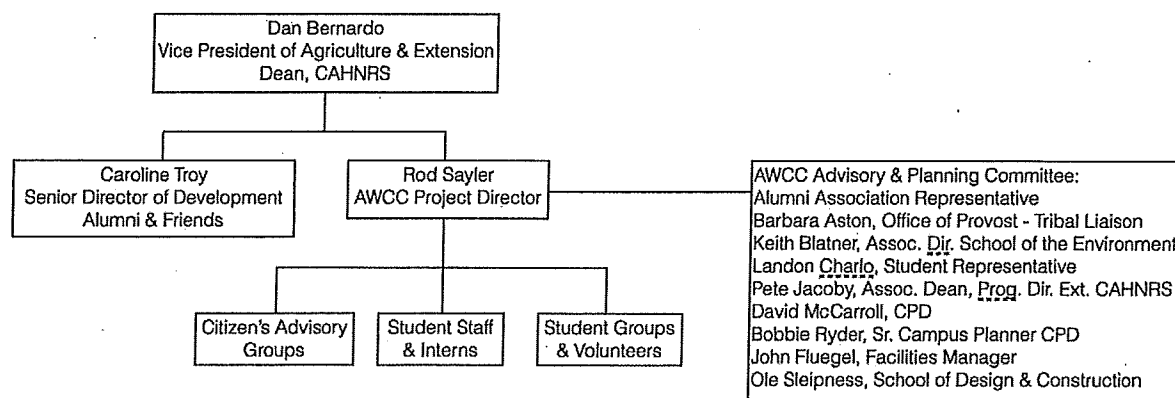 Dan Bernardo
Vice President of Agriculture & Extension
Dean, CAHNRS
Caroline Troy
Senior Director of Development
Alumni & Friends
Rod Sayler
AWCC Project Director
AWCC Advisory & Planning Committee:
Alumni Association Representative
Barbara Aston, Office of Provost - Tribal Liaison
Keith Blatner, Assoc. Dir. School of the Environment
Landon Charlo, Student Representative
Pete Jacoby, Assoc. Dean, Prog. Dir. Ext. CAHNRS
David McCarroll, CPD
Bobbie Ryder, Sr. Campus Planner CPD
John Fluegel, Facilities Manager
Ole Sleipness, School of Design & Construction
Citizen's Advisory
Groups
Student Staff
& Interns
Student Groups
& Volunteers